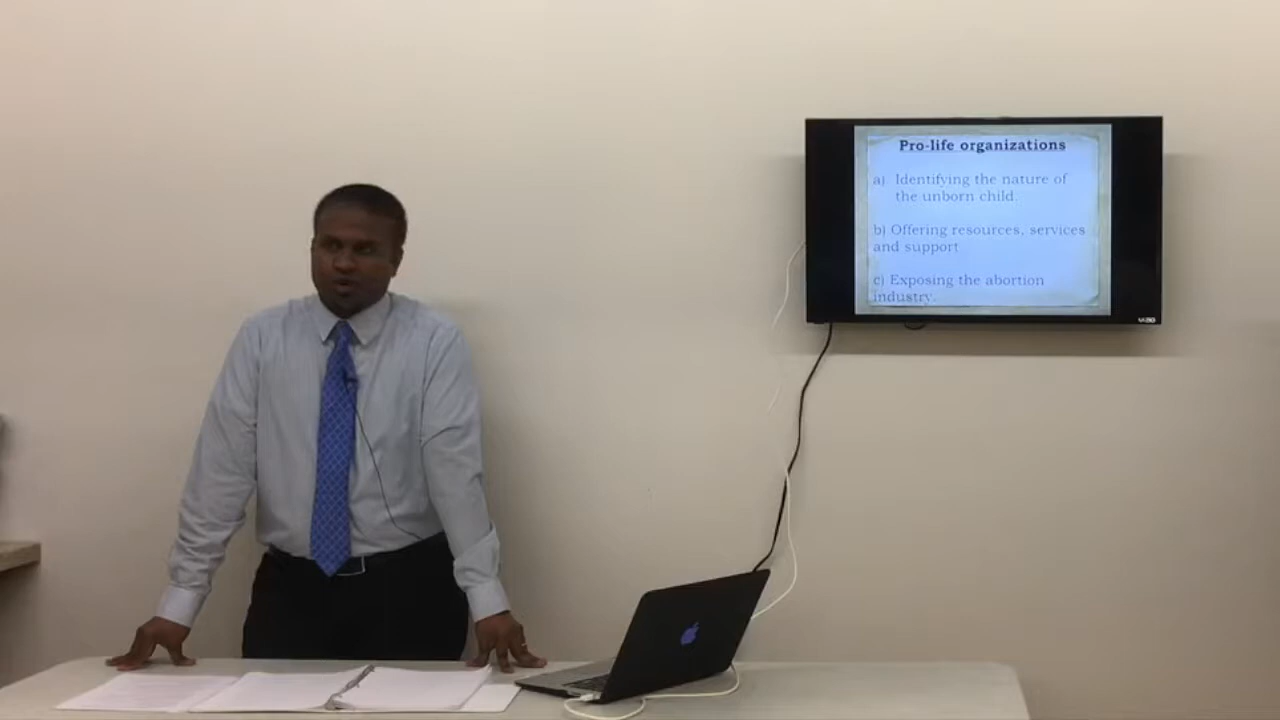 Pro-life organizations
a) Identifying the nature of
the unborn child.
b) Offering resources, services
and support
c) Exposing the abortion
industry.
VIZIO